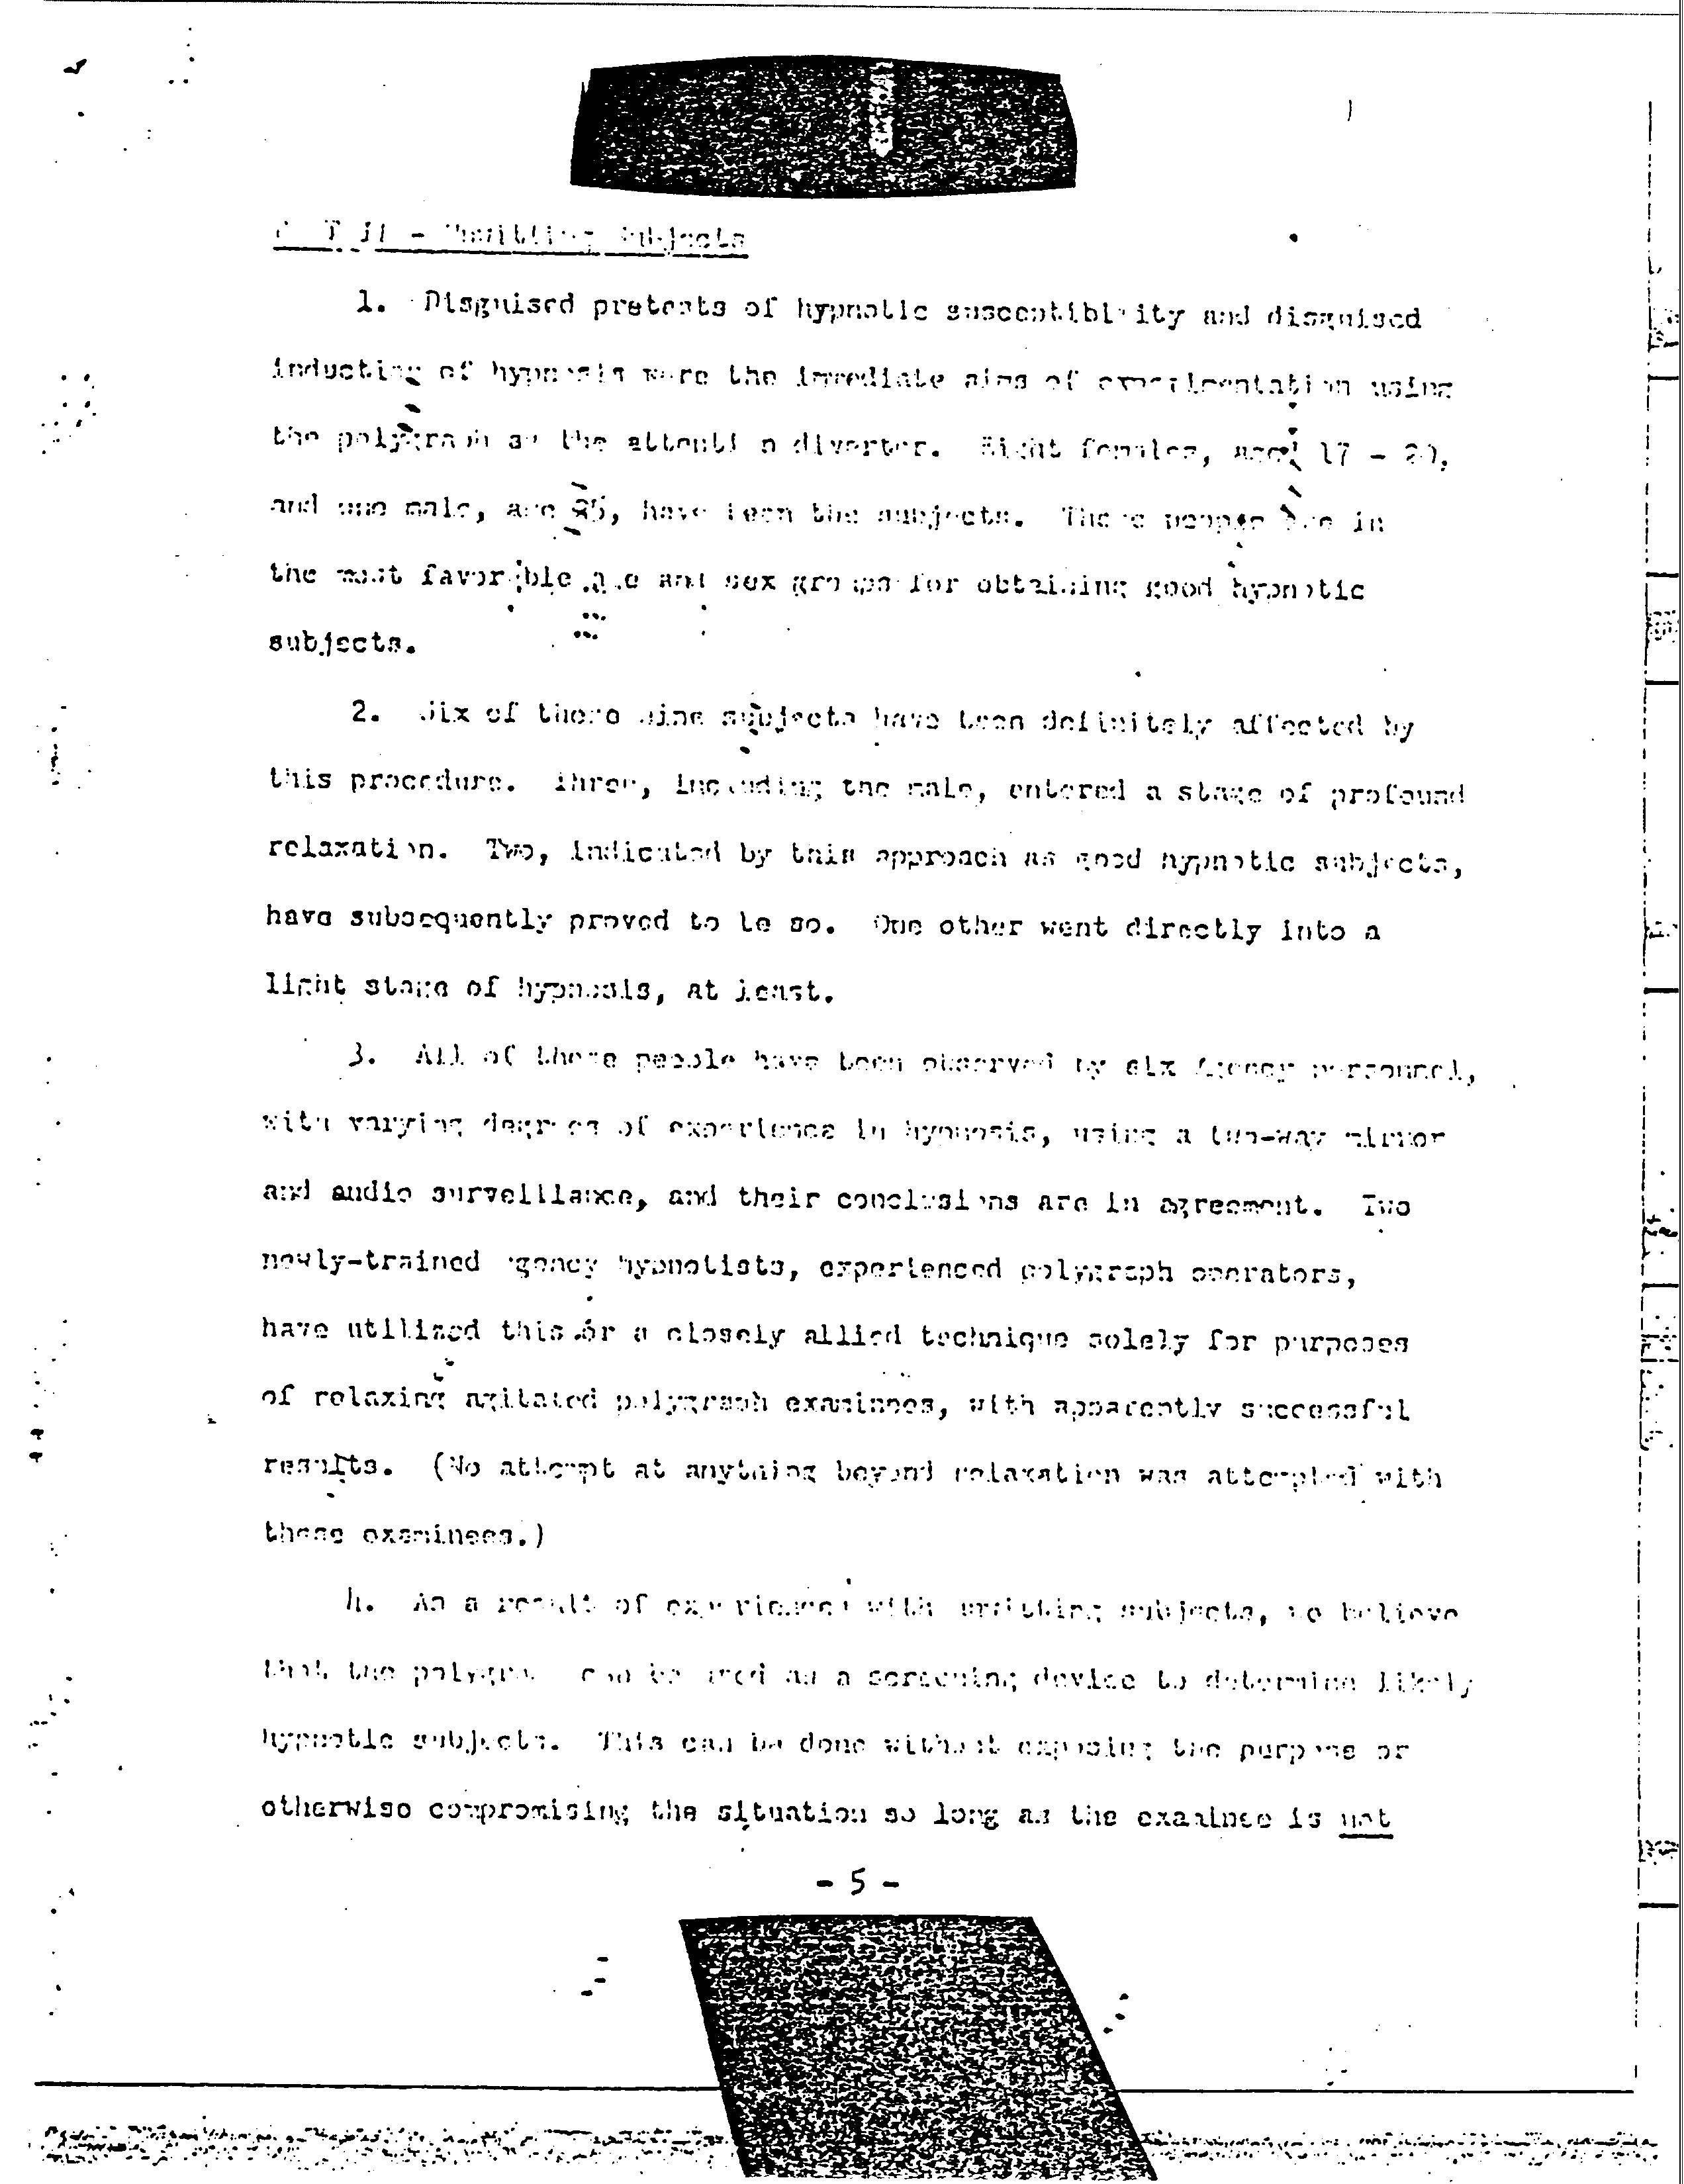 II - Unwitting Subjects
1. Disguised pretests of hypnotic susceptibility and disguised
induction of hypnosis were the immediate aims of experimentation using
the polygraph as the attention diverter. Eight females, aged 17 - 20,
and one male, age 25, have been the subjects. These people are in
the most favorable age and sex groups for obtaining good hypnotic
subjects.
2. Six of these nine subjects have been definitely affected by
this procedure. Three, including the male, entered a stage of profound
relaxation. Two, indicated by this approach as good hypnotic subjects,
have subsequently proved to be so. One other went directly into a
light stage of hypnosis, at least.
3. All of these people have been observed by six Agency personnel,
with varying degrees of experience in hypnosis, using a two-way mirror
and audio surveillance, and their conclusions are in agreement. Two
newly-trained Agency hypnotists, experienced polygraph operators,
have utilized this or a closely allied technique solely for purposes
of relaxing agitated polygraph examinees, with apparently successful
results. (No attempt at anything beyond relaxation was attempted with
these examinees.)
4. As a result of experience with unwitting subjects, we believe
that the polygraph can be used as a screening device to determine likely
hypnotic subjects. This can be done without exposing the purpose or
otherwise compromising the situation so long as the examinee is not
- 5 -